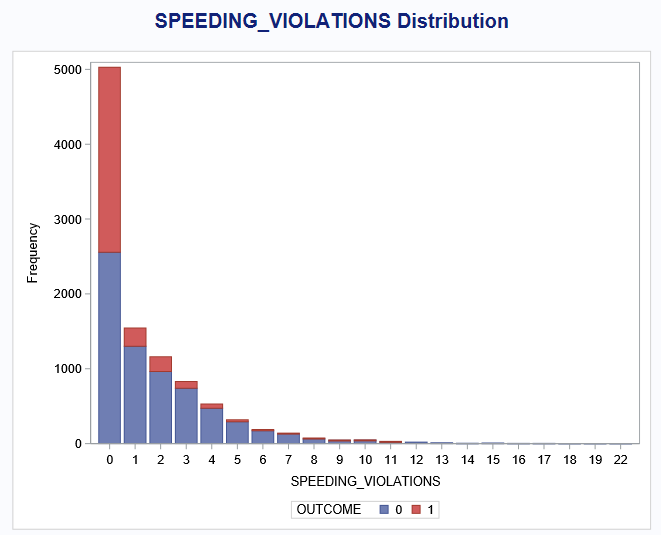 SPEEDING_VIOLATIONS Distribution
5000
4000
3000
2000
1000
0
Frequency
0 1 2 3 4 5 6 7 8 9 10 11 12 13 14 15 16 17 18 19 22
SPEEDING_VIOLATIONS
OUTCOME 0 1